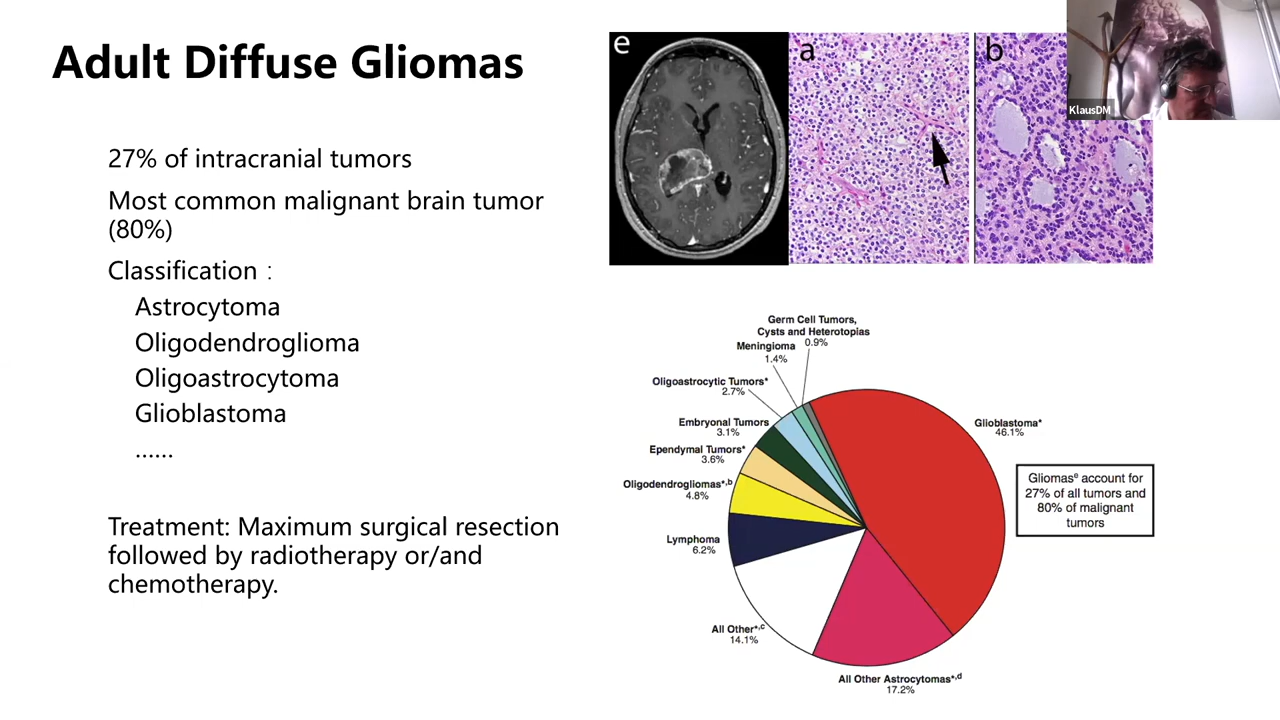 Adult Diffuse Gliomas
27% of intracranial tumors
Most common malignant brain tumor
(80%)
Classification :
Astrocytoma
Oligodendroglioma
Oligoastrocytoma
Glioblastoma
......
Treatment: Maximum surgical resection
followed by radiotherapy or/and
chemotherapy.
e
a
b
KlausDM
Germ Cell Tumors,
Cysts and Heterotopias
0.9%
Meningioma
1.4%
Oligoastrocytic Tumors*
2.7%
Embryonal Tumors
3.1%
Ependymal Tumors*
3.6%
Oligodendrogliomas*,b
4.8%
Lymphoma
6.2%
All Other*,c
14.1%
All Other Astrocytomas*,d
17.2%
Glioblastoma*
46.1%
Gliomase account for
27% of all tumors and
80% of malignant
tumors